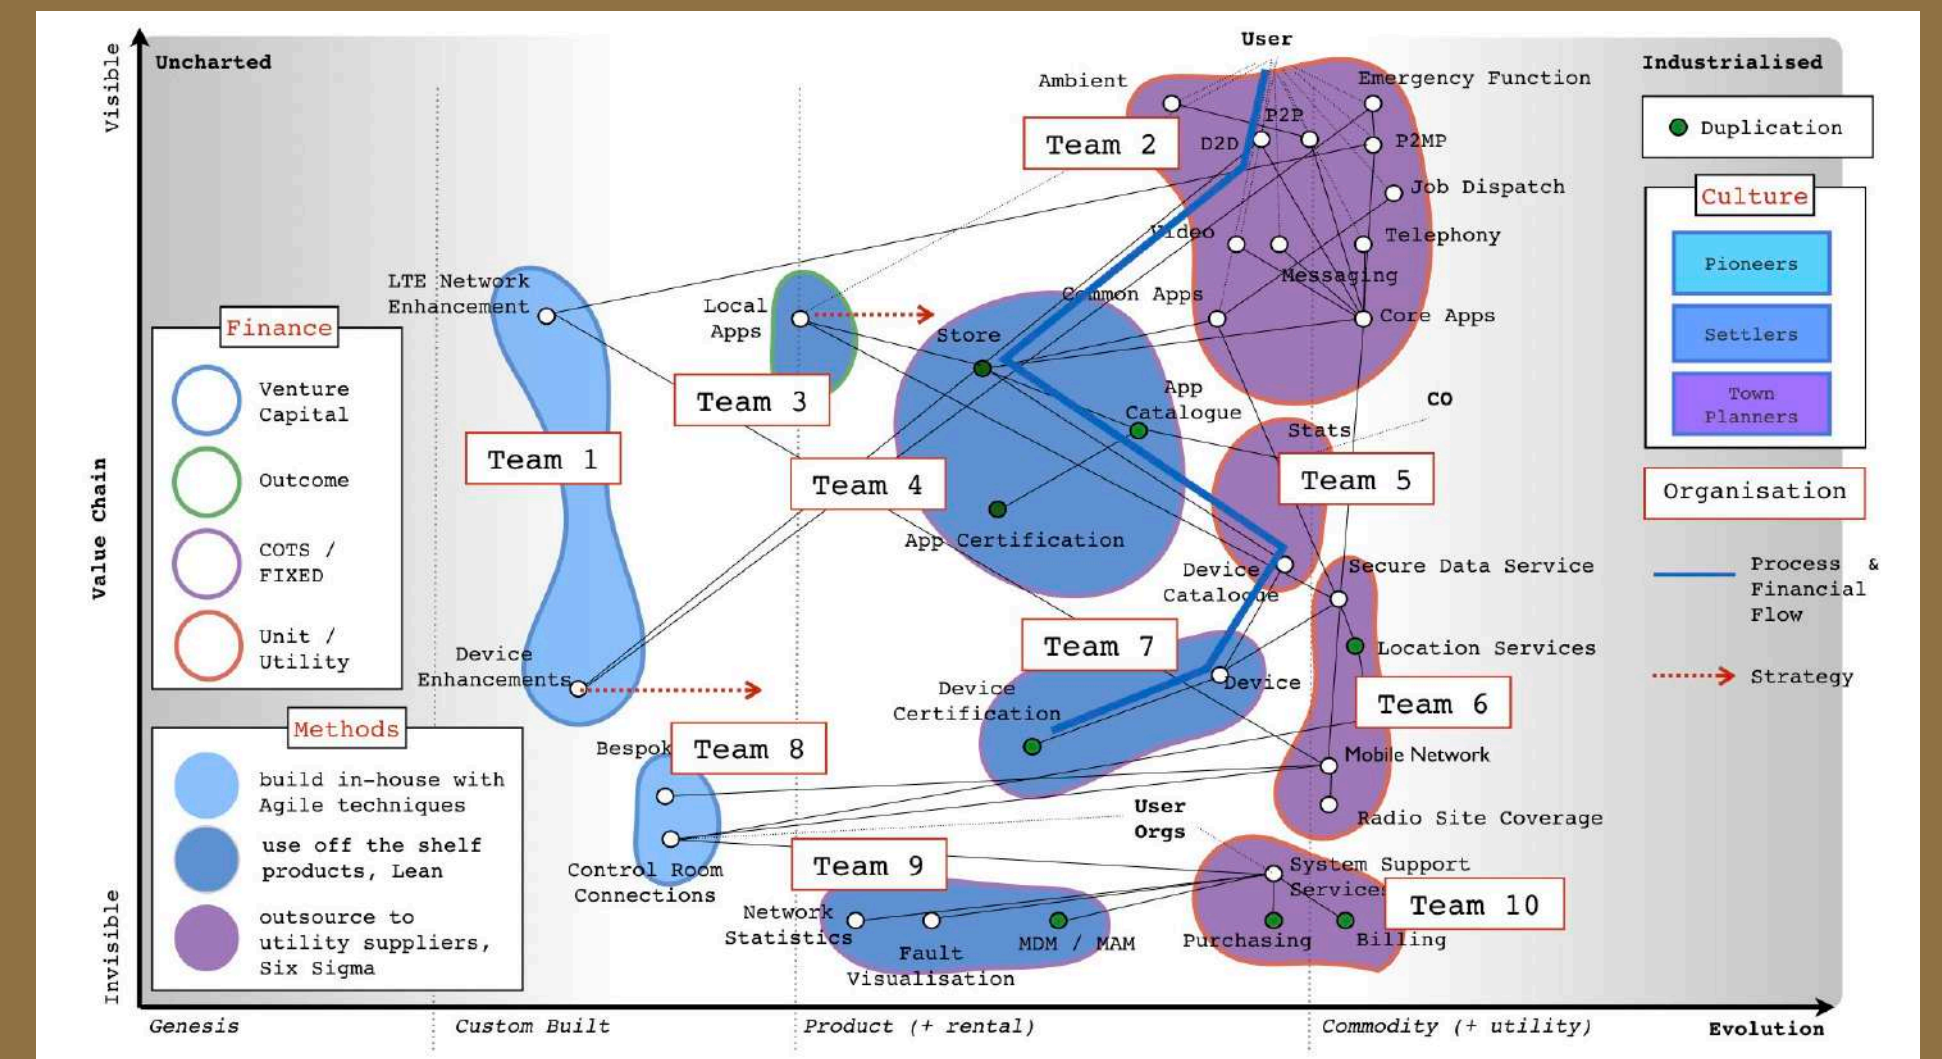 User
Uncharted
Industrialised
Visible
Ambient
Emergency Function
P2P
D2D
P2MP
Team 2
Job Dispatch
Video
Telephony
Messaging
Duplication
Culture
Pioneers
Settlers
Town
Planners
LTE Network
Enhancement
Local
Apps
Common Apps
Core Apps
Store
Finance
Venture
Capital
Outcome
COTS /
FIXED
Unit /
Utility
Team 3
App
Catalogue
CO
Stats
Team 1
Team 4
Team 5
Organisation
App Certification
Value Chain
Device
Catalogue
Secure Data Service
Process &
Financial
Flow
Strategy
Team 7
Location Services
Device
Enhancements
Device
Certification
Device
Team 6
Methods
build in-house with
Agile techniques
use off the shelf
products, Lean
outsource to
utility suppliers,
Six Sigma
Bespok
Team 8
Mobile Network
User
Orgs
Radio Site Coverage
Control Room
Connections
Team 9
System Support
Services
Team 10
Network
Statistics
Fault
Visualisation
MDM / MAM
Purchasing
Billing
Invisible
Genesis
Custom Built
Product (+ rental)
Commodity (+ utility)
Evolution